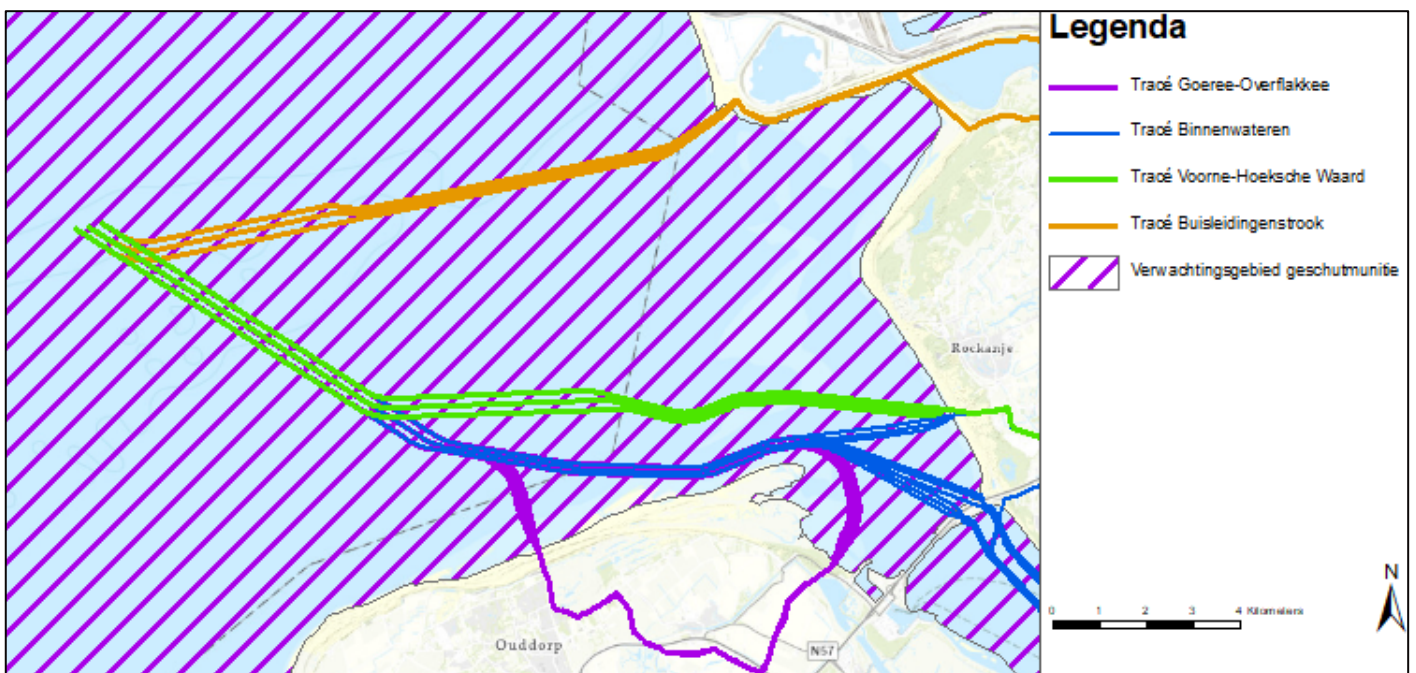 Legenda
Tracé Goeree-Overflakkee
Tracé Binnenwateren
Tracé Voorne-Hoeksche Waard
Tracé Buisleidingenstrook
Verwachtingsgebied geschutmunitie
Rockanje
N
0 1 2 3 4 Kilometers
Ouddorp
N57